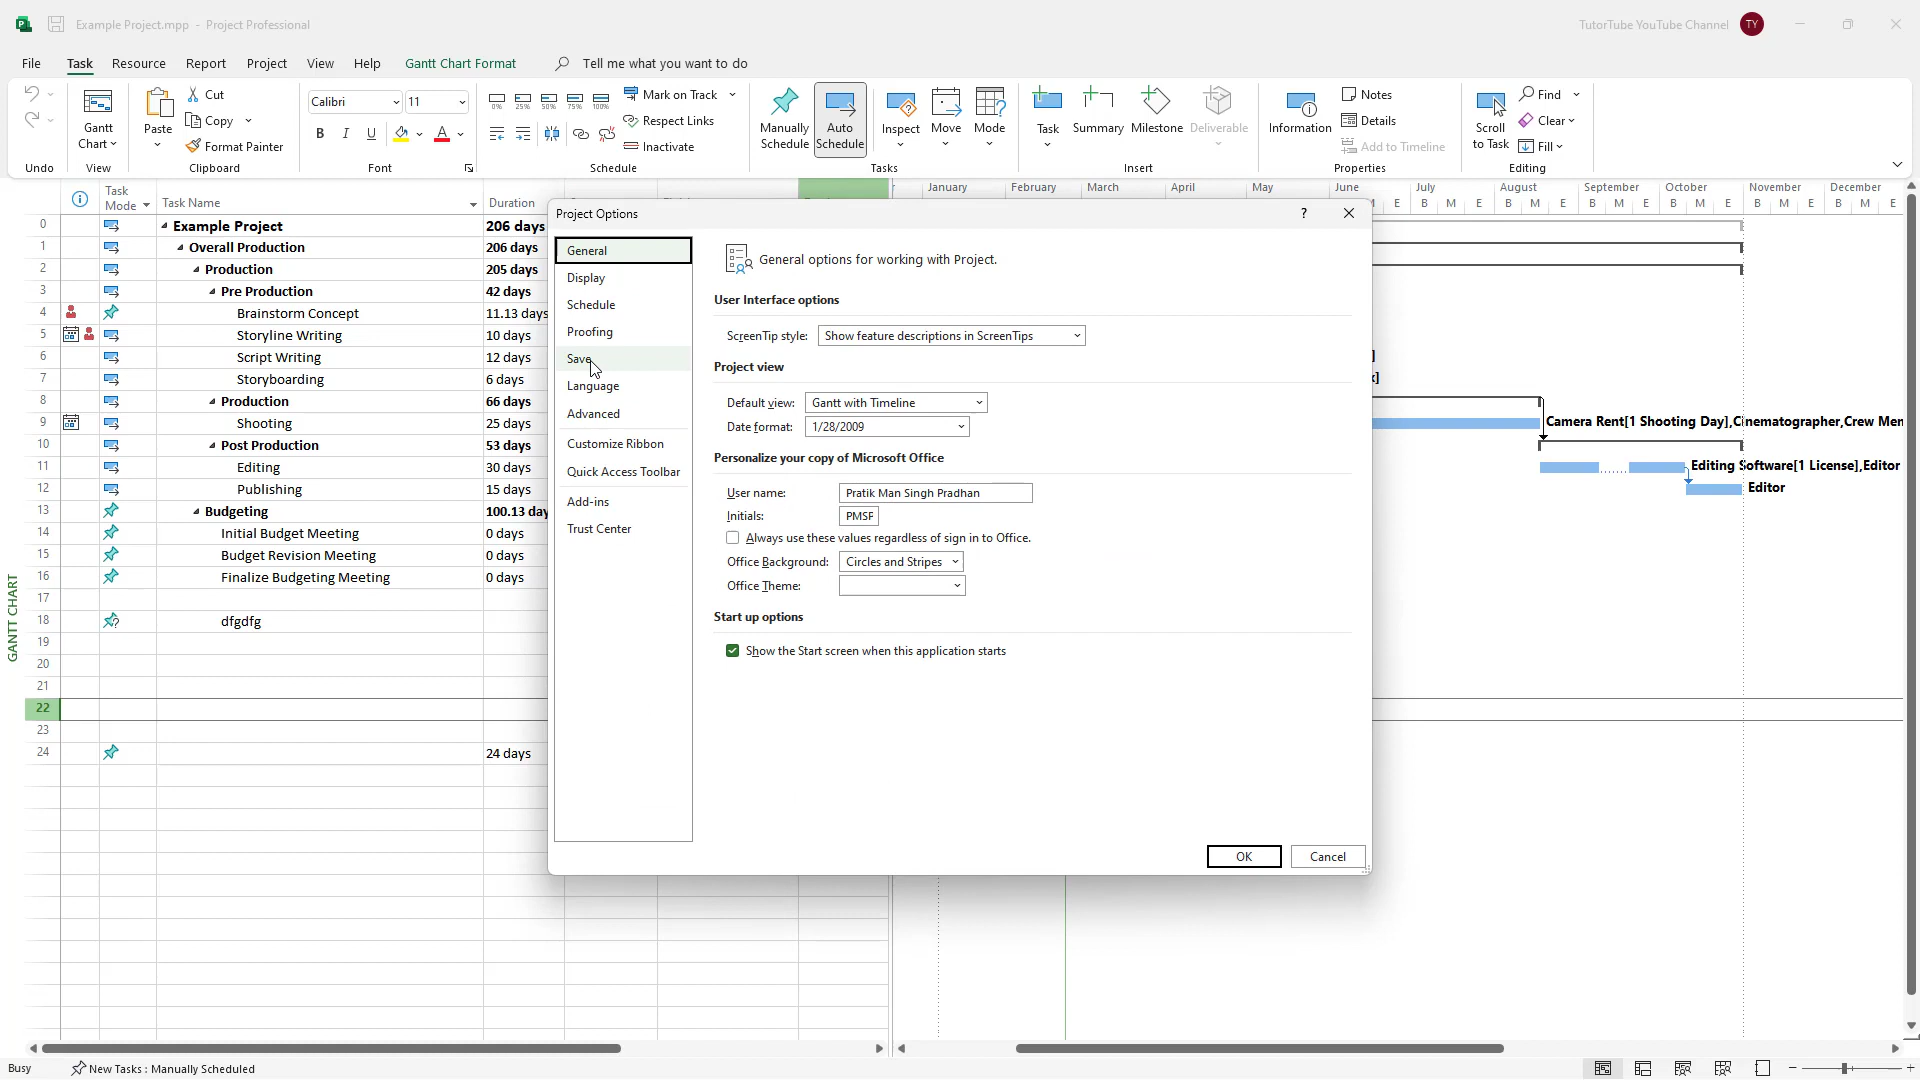 Example Project.mpp - Project Professional
TutorTube YouTube Channel TY
File Task Resource Report Project View Help Gantt Chart Format Tell me what you want to do
Cut
Copy
Format Painter
Paste
Gantt
Chart
Calibri 11
B I U A
0% 25% 50% 75% 100%
Mark on Track
Respect Links
Inactivate
Manually
Schedule
Auto
Schedule
Inspect
Move
Mode
Task
Summary
Milestone
Deliverable
Information
Notes
Details
Add to Timeline
Scroll
to Task
Find
Clear
Fill
Undo View Clipboard Font Schedule Tasks Insert Properties Editing
Task
Mode
Task Name
Duration
January February March April May June July August September October November December
E B M E B M E B M E B M E B M E
0 Example Project 206 days
1 Overall Production 206 days
2 Production 205 days
3 Pre Production 42 days
4 Brainstorm Concept 11.13 days
5 Storyline Writing 10 days
6 Script Writing 12 days
7 Storyboarding 6 days
8 Production 66 days
9 Shooting 25 days
10 Post Production 53 days
11 Editing 30 days
12 Publishing 15 days
13 Budgeting 100.13 day
14 Initial Budget Meeting 0 days
15 Budget Revision Meeting 0 days
16 Finalize Budgeting Meeting 0 days
17
18 dfgdfg
19
20
21
22
23
24 24 days
GANTT CHART
Project Options
?
General
Display
Schedule
Proofing
Save
Language
Advanced
Customize Ribbon
Quick Access Toolbar
Add-ins
Trust Center
General options for working with Project.
User Interface options
ScreenTip style: Show feature descriptions in ScreenTips
Project view
Default view: Gantt with Timeline
Date format: 1/28/2009
Personalize your copy of Microsoft Office
User name: Pratik Man Singh Pradhan
Initials: PMSF
Always use these values regardless of sign in to Office.
Office Background: Circles and Stripes
Office Theme:
Start up options
Show the Start screen when this application starts
OK Cancel
Camera Rent[1 Shooting Day],Cinematographer,Crew Men
Editing Software[1 License],Editor
Editor
Busy New Tasks : Manually Scheduled